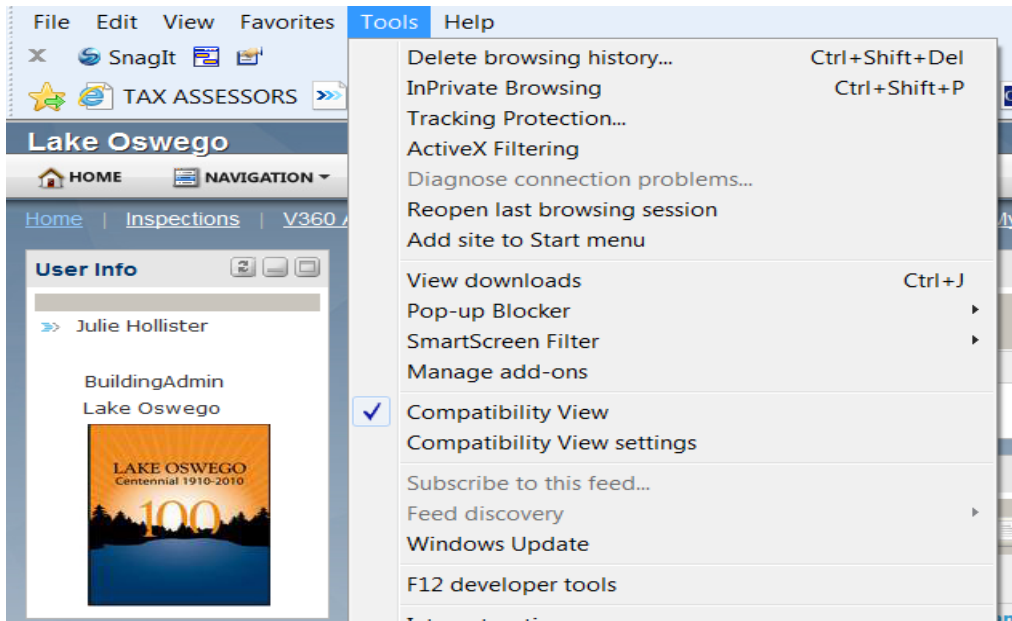 File Edit View Favorites Tools Help
SnagIt
TAX ASSESSORS
Lake Oswego
HOME NAVIGATION
Home | Inspections | V360
User Info
Julie Hollister
BuildingAdmin
Lake Oswego
LAKE OSWEGO
Centennial 1910-2010
100
Delete browsing history... Ctrl+Shift+Del
InPrivate Browsing Ctrl+Shift+P
Tracking Protection...
ActiveX Filtering
Diagnose connection problems...
Reopen last browsing session
Add site to Start menu
View downloads Ctrl+J
Pop-up Blocker
SmartScreen Filter
Manage add-ons
Compatibility View
Compatibility View settings
Subscribe to this feed...
Feed discovery
Windows Update
F12 developer tools